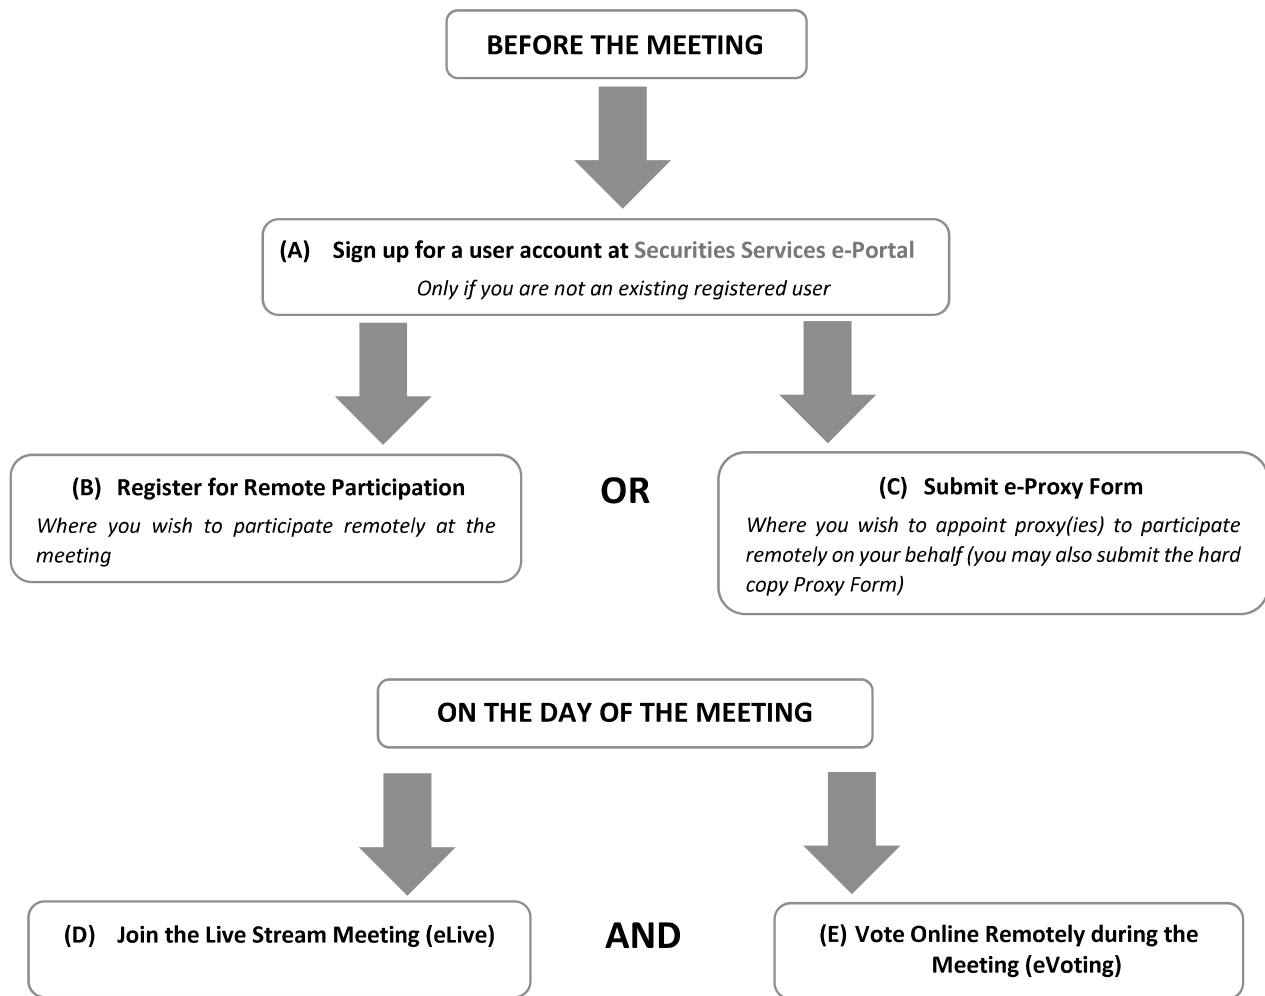 BEFORE THE MEETING
(A) Sign up for a user account at Securities Services e-Portal
Only if you are not an existing registered user
(B) Register for Remote Participation
Where you wish to participate remotely at the
meeting
OR
(C) Submit e-Proxy Form
Where you wish to appoint proxy(ies) to participate
remotely on your behalf (you may also submit the hard
copy Proxy Form)
ON THE DAY OF THE MEETING
(D) Join the Live Stream Meeting (eLive)
AND
(E) Vote Online Remotely during the
Meeting (eVoting)